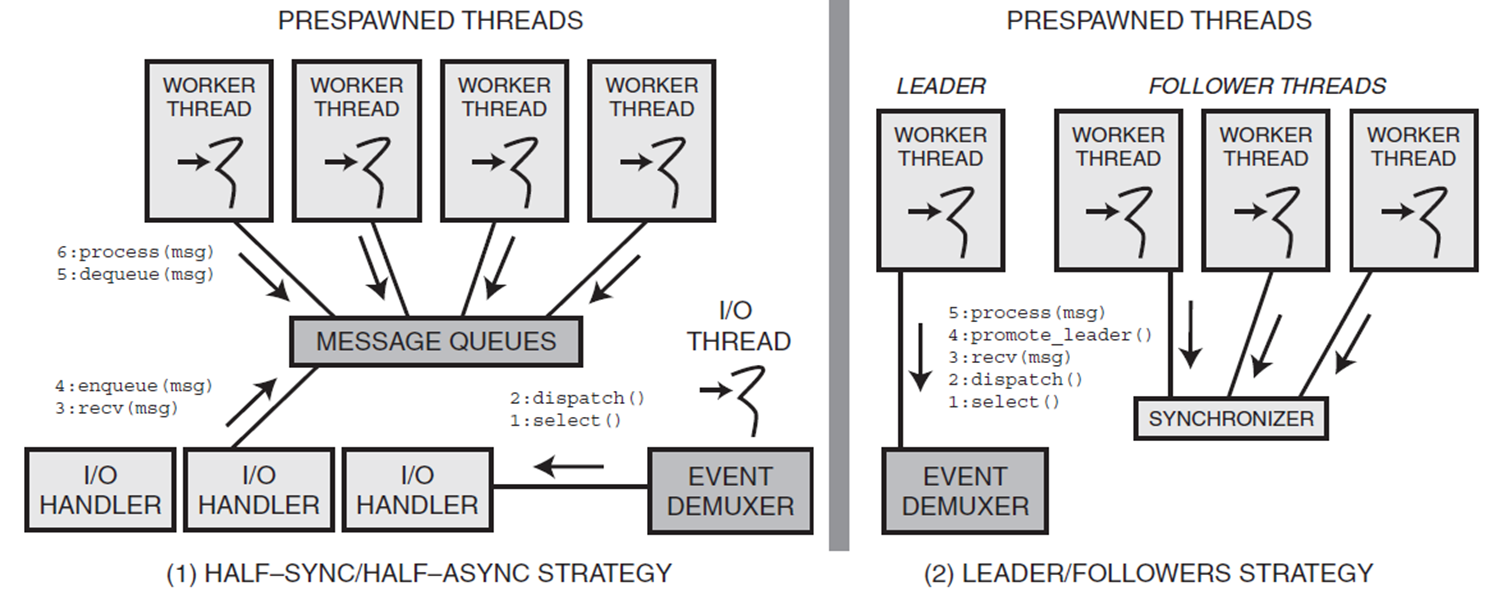 PRESPAWNED THREADS
WORKER
THREAD
WORKER
THREAD
WORKER
THREAD
WORKER
THREAD
6:process(msg)
5:dequeue(msg)
MESSAGE QUEUES
I/O
THREAD
4:enqueue(msg)
3:recv(msg)
2:dispatch()
1:select()
I/O
HANDLER
I/O
HANDLER
I/O
HANDLER
EVENT
DEMUXER
(1) HALF–SYNC/HALF–ASYNC STRATEGY
PRESPAWNED THREADS
LEADER
FOLLOWER THREADS
WORKER
THREAD
WORKER
THREAD
WORKER
THREAD
WORKER
THREAD
5:process(msg)
4:promote_leader()
3:recv(msg)
2:dispatch()
1:select()
SYNCHRONIZER
EVENT
DEMUXER
(2) LEADER/FOLLOWERS STRATEGY